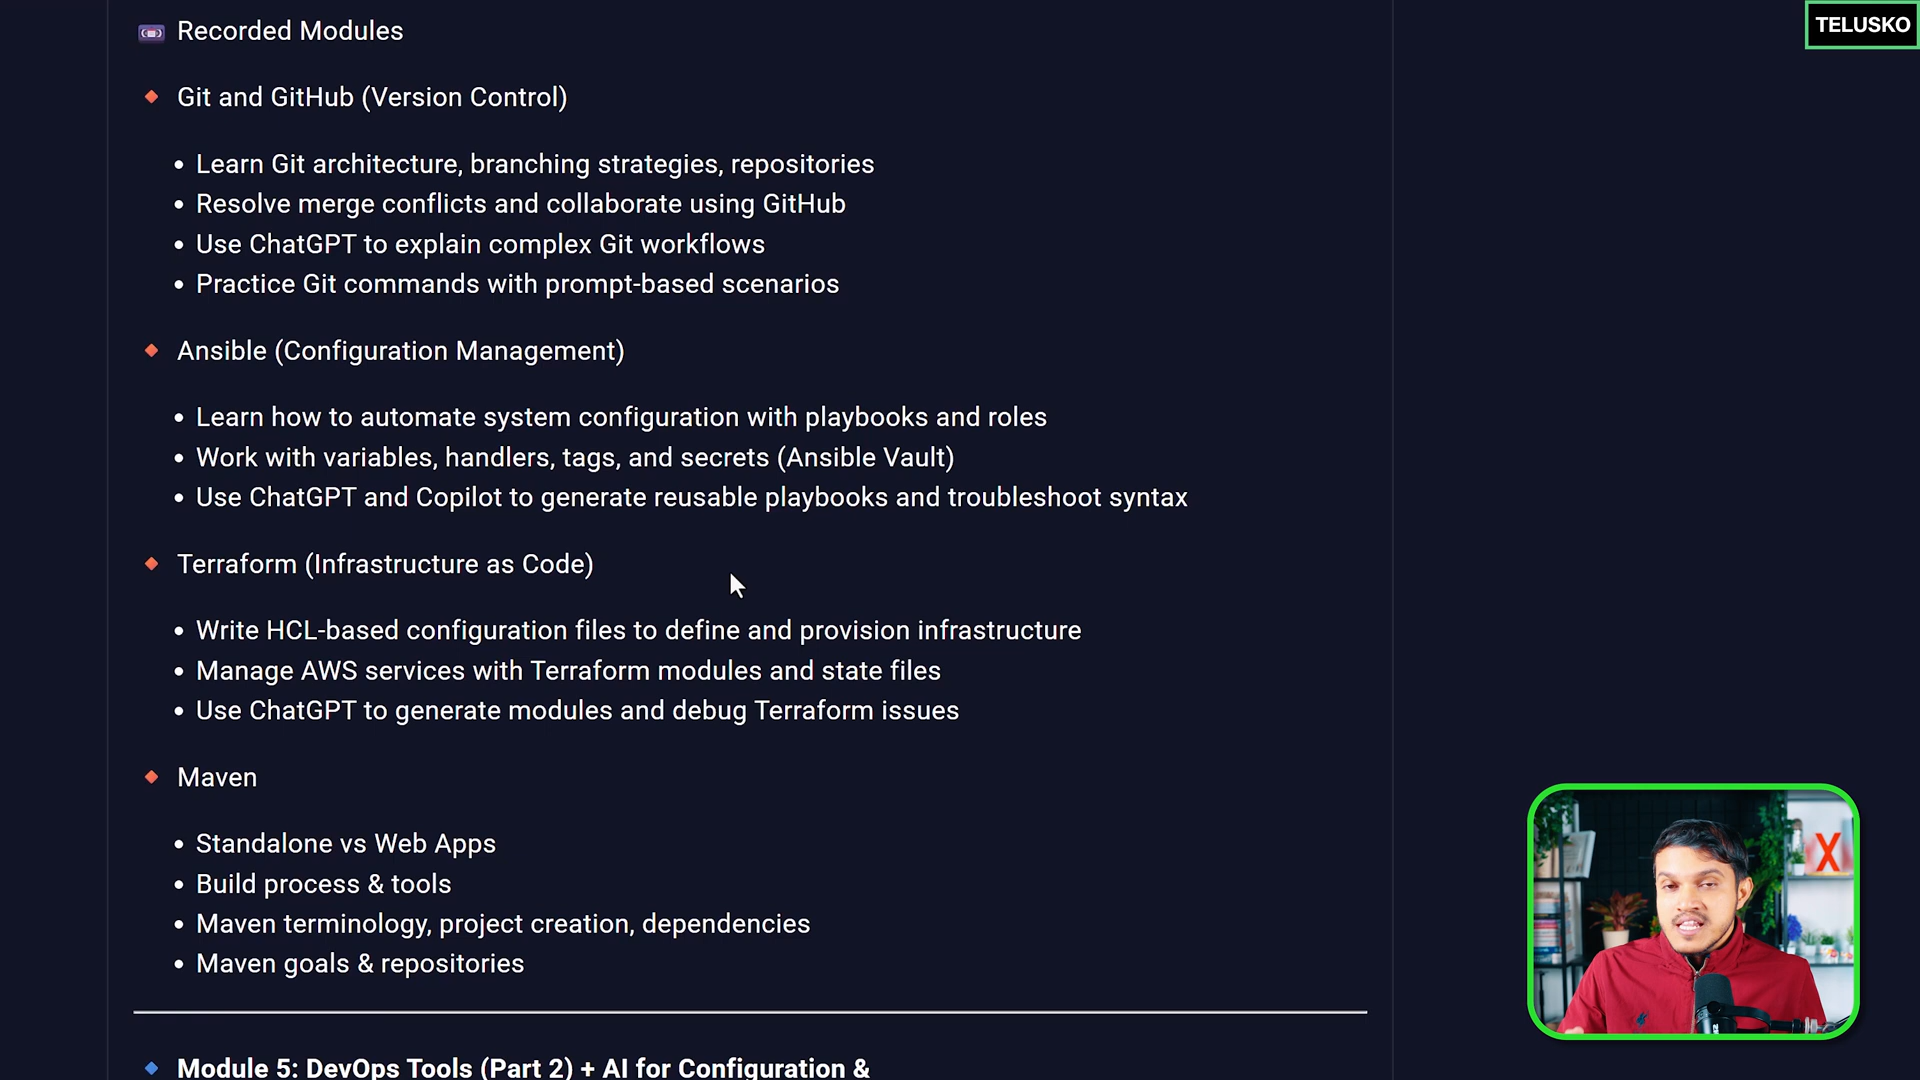 TELUSKO
Recorded Modules
Git and GitHub (Version Control)
Learn Git architecture, branching strategies, repositories
Resolve merge conflicts and collaborate using GitHub
Use ChatGPT to explain complex Git workflows
Practice Git commands with prompt-based scenarios
Ansible (Configuration Management)
Learn how to automate system configuration with playbooks and roles
Work with variables, handlers, tags, and secrets (Ansible Vault)
Use ChatGPT and Copilot to generate reusable playbooks and troubleshoot syntax
Terraform (Infrastructure as Code)
Write HCL-based configuration files to define and provision infrastructure
Manage AWS services with Terraform modules and state files
Use ChatGPT to generate modules and debug Terraform issues
Maven
Standalone vs Web Apps
Build process & tools
Maven terminology, project creation, dependencies
Maven goals & repositories
Module 5: DevOps Tools (Part 2) + AI for Configuration &
X